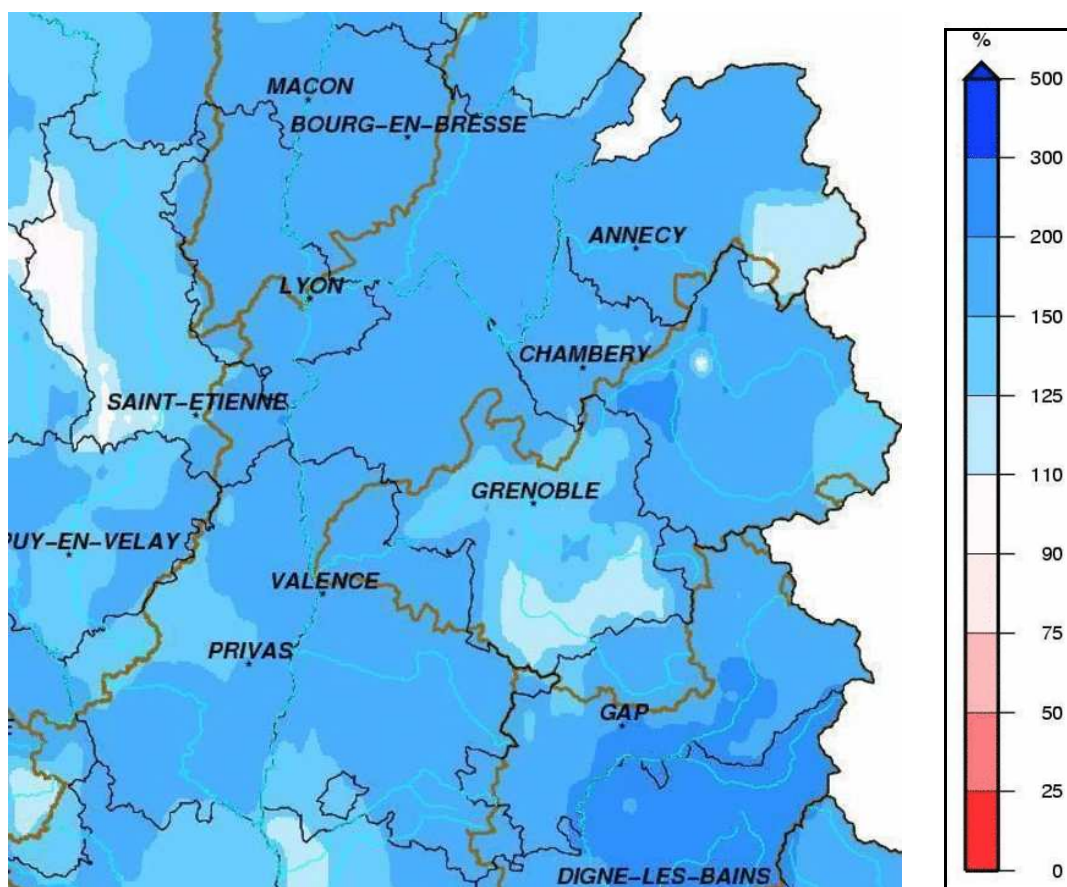 %
500
MACON
BOURG-EN-BRESSE
300
200
ANNECY
LYON
150
CHAMBERY
125
SAINT-ETIENNE
110
GRENOBLE
90
PUY-EN-VELAY
VALENCE
75
PRIVAS
50
GAP
E
25
DIGNE-LES-BAINS
0